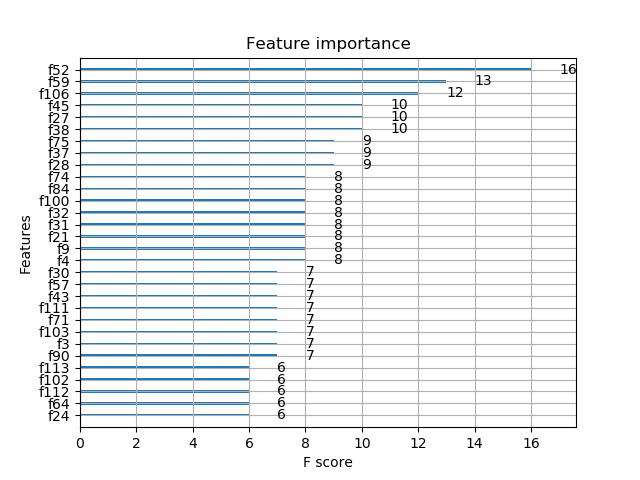 Feature importance
Features
f52 16
f59 13
f106 12
f45 10
f27 10
f38 10
f75 9
f37 9
f28 9
f74 8
f84 8
f100 8
f32 8
f31 8
f21 8
f9 8
f4 8
f30 7
f57 7
f43 7
f111 7
f71 7
f103 7
f3 7
f90 7
f113 6
f102 6
f112 6
f64 6
f24 6
0 2 4 6 8 10 12 14 16
F score